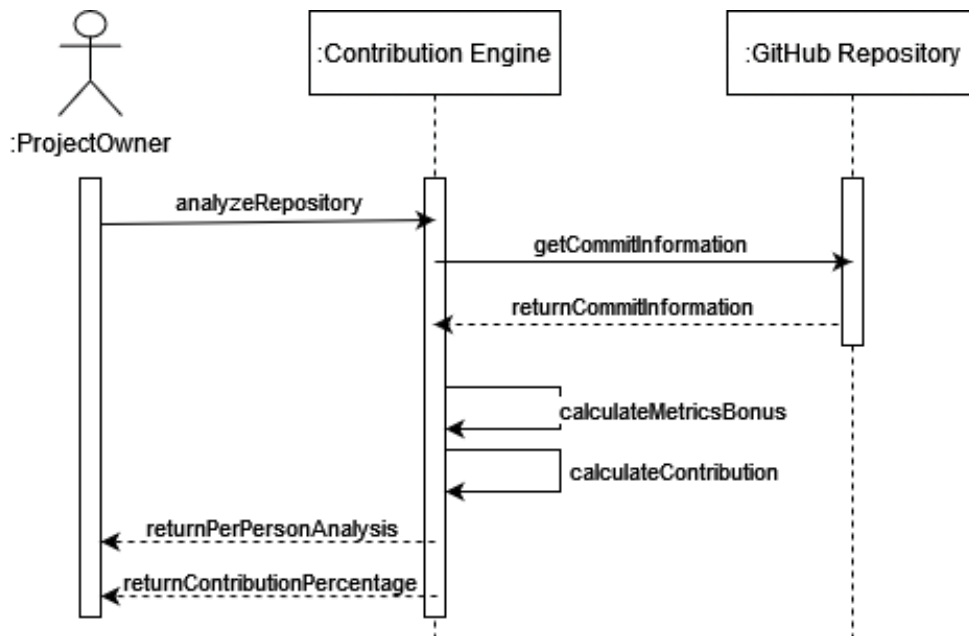 :Contribution Engine
:GitHub Repository
:ProjectOwner
analyzeRepository
getCommitInformation
returnCommitInformation
calculateMetricsBonus
calculateContribution
returnPerPersonAnalysis
returnContributionPercentage